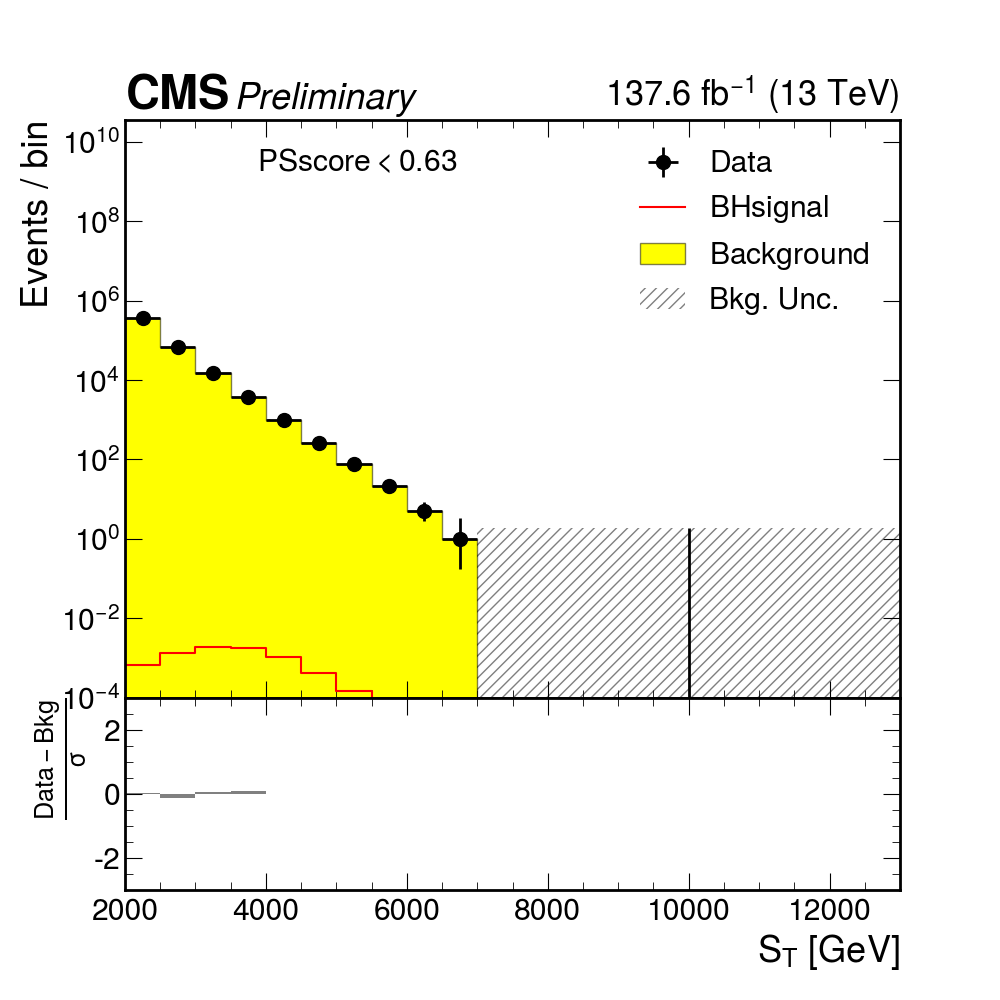 CMS Preliminary 137.6 fb⁻¹ (13 TeV)
Events / bin
PSscore < 0.63
Data
BHsignal
Background
Bkg. Unc.
10¹⁰
10⁸
10⁶
10⁴
10²
10⁰
10⁻²
10⁻⁴
Data – Bkg
σ
2
0
-2
2000 4000 6000 8000 10000 12000
S_T [GeV]